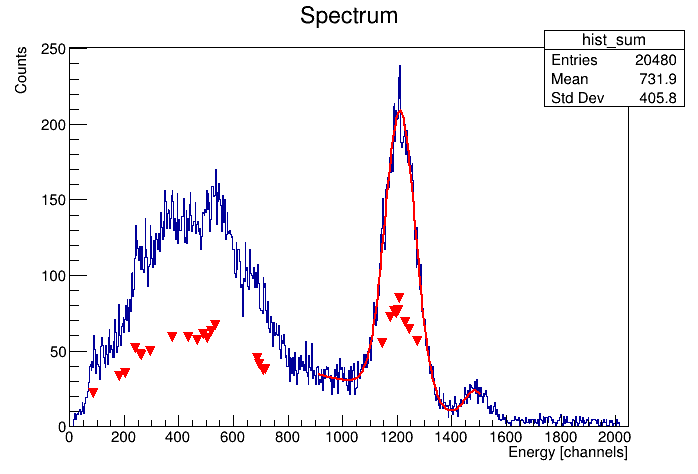 Spectrum
hist_sum
Entries 20480
Mean 731.9
Std Dev 405.8
Counts
250
200
150
100
50
0
0 200 400 600 800 1000 1200 1400 1600 1800 2000
Energy [channels]